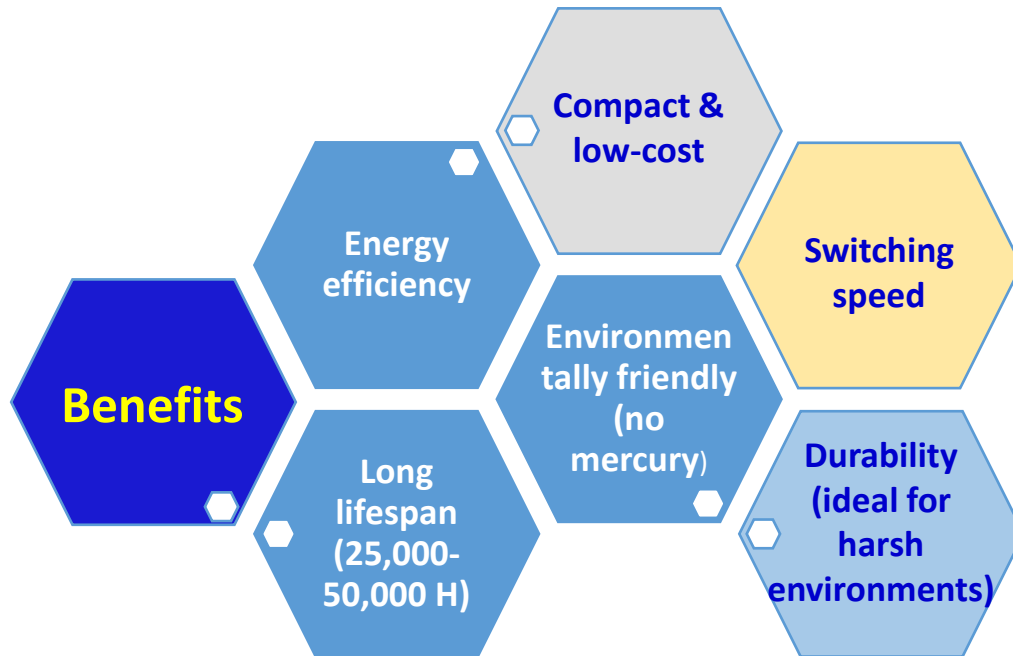 Benefits
Energy
efficiency
Long
lifespan
(25,000-
50,000 H)
Compact &
low-cost
Environmen
tally friendly
(no
mercury)
Switching
speed
Durability
(ideal for
harsh
environments)